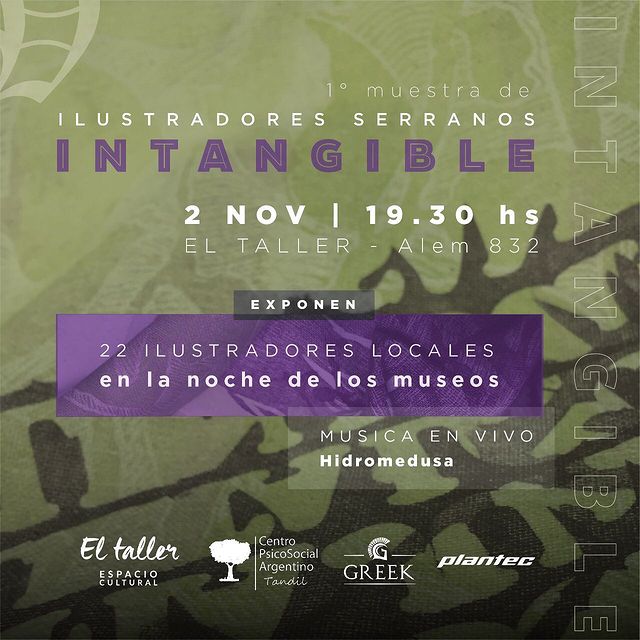 1° muestra de
ILUSTRADORES SERRANOS
INTANGIBLE
2 NOV | 19.30 hs
EL TALLER - Alem 832
EXPONEN
22 ILUSTRADORES LOCALES
en la noche de los museos
MUSICA EN VIVO
Hidromedusa
El taller
ESPACIO
CULTURAL
Centro
PsicoSocial
Argentino
Tandil
GREEK
plantec
INTANGIBLE